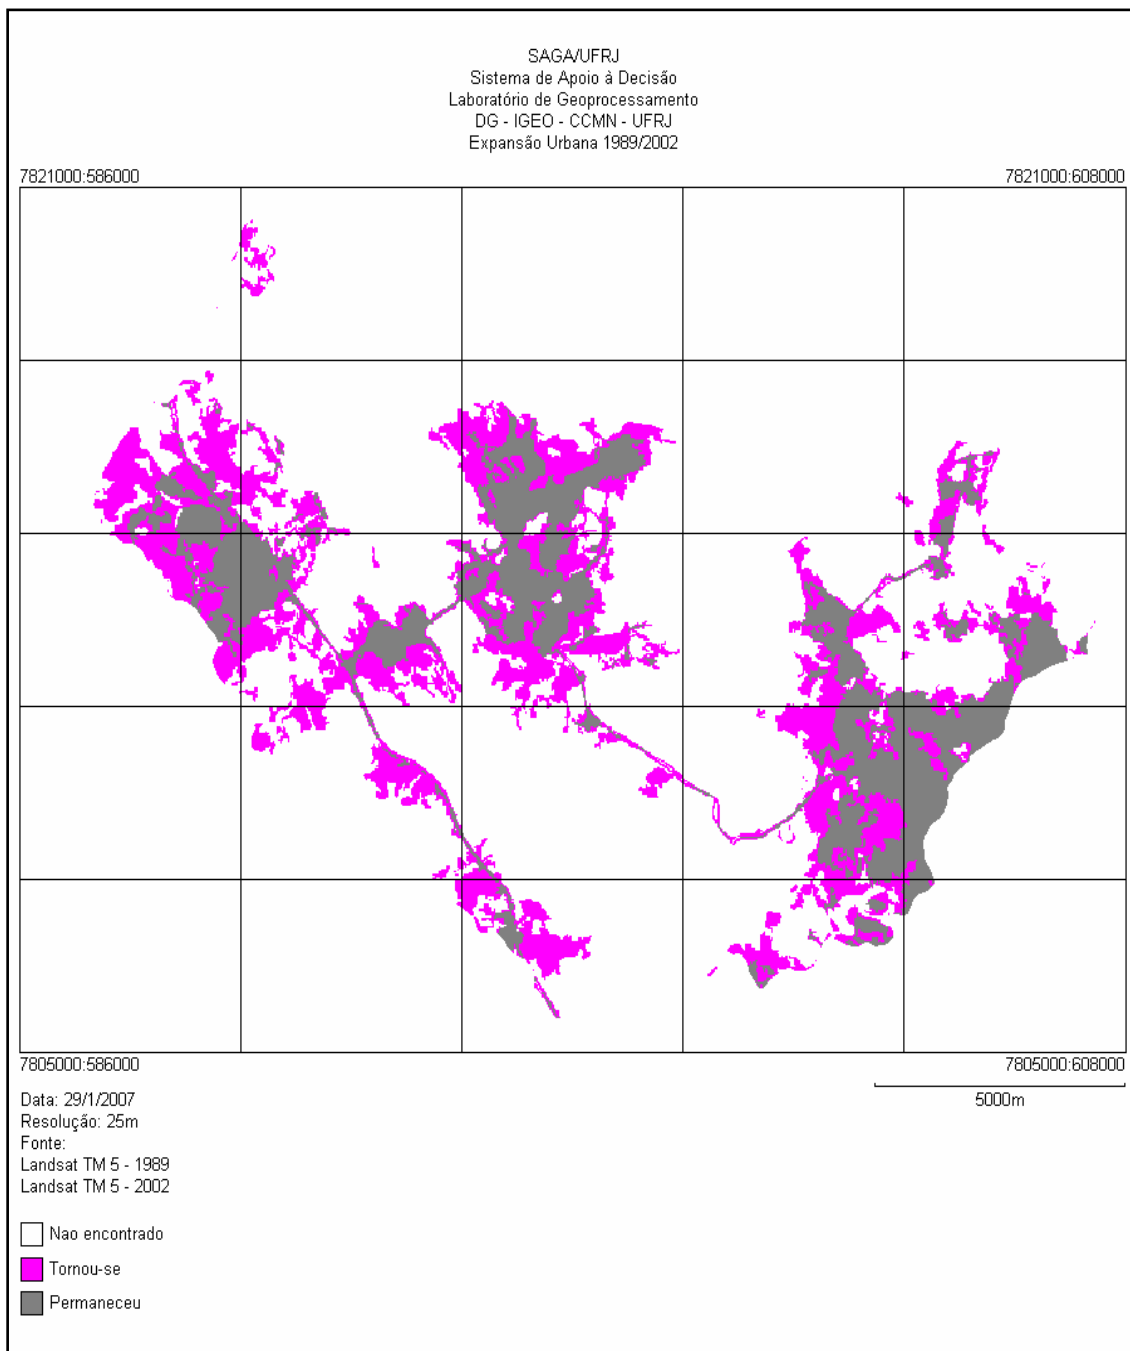 SAGA/UFRJ
Sistema de Apoio à Decisão
Laboratório de Geoprocessamento
DG - IGEO - CCMN - UFRJ
Expansão Urbana 1989/2002
7821000:586000
7821000:608000
7805000:586000
7805000:608000
Data: 29/1/2007
5000m
Resolução: 25m
Fonte:
Landsat TM 5 - 1989
Landsat TM 5 - 2002
Nao encontrado
Tornou-se
Permaneceu